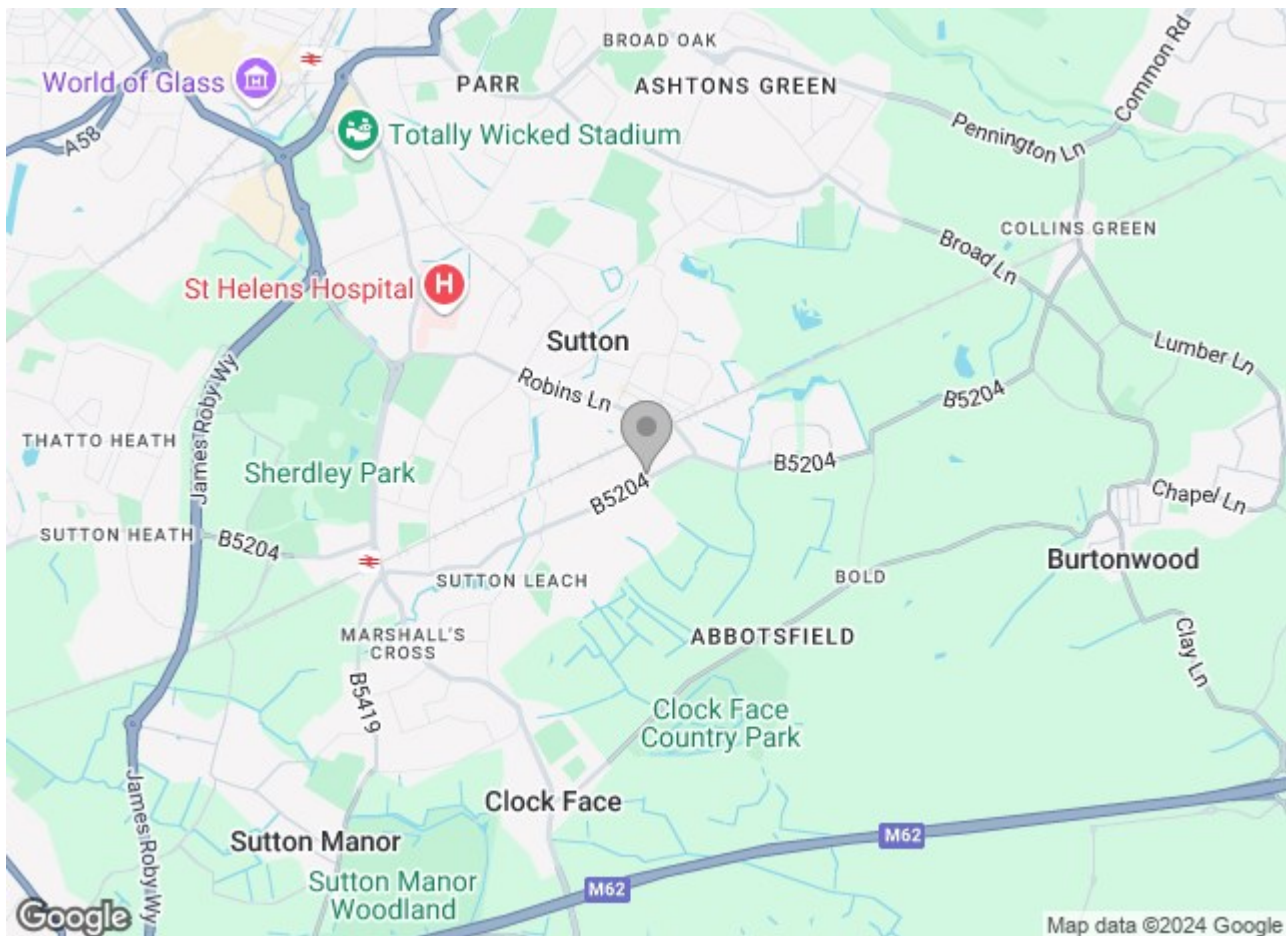 BROAD OAK
World of Glass
PARR
ASHTONS GREEN
Common Rd
A58
Totally Wicked Stadium
Pennington Ln
COLLINS GREEN
Broad Ln
St Helens Hospital
H
Sutton
Lumber Ln
James Roby Wy
Robins Ln
B5204
THATTO HEATH
Sherdley Park
B5204
B5204
Chapel Ln
SUTTON HEATH
B5204
Burtonwood
SUTTON LEACH
BOLD
MARSHALL'S
CROSS
ABBOTSFIELD
Clay Ln
B5419
Clock Face
Country Park
James Roby Wy
Clock Face
M62
Sutton Manor
Sutton Manor
Woodland
M62
Google
Map data ©2024 Google